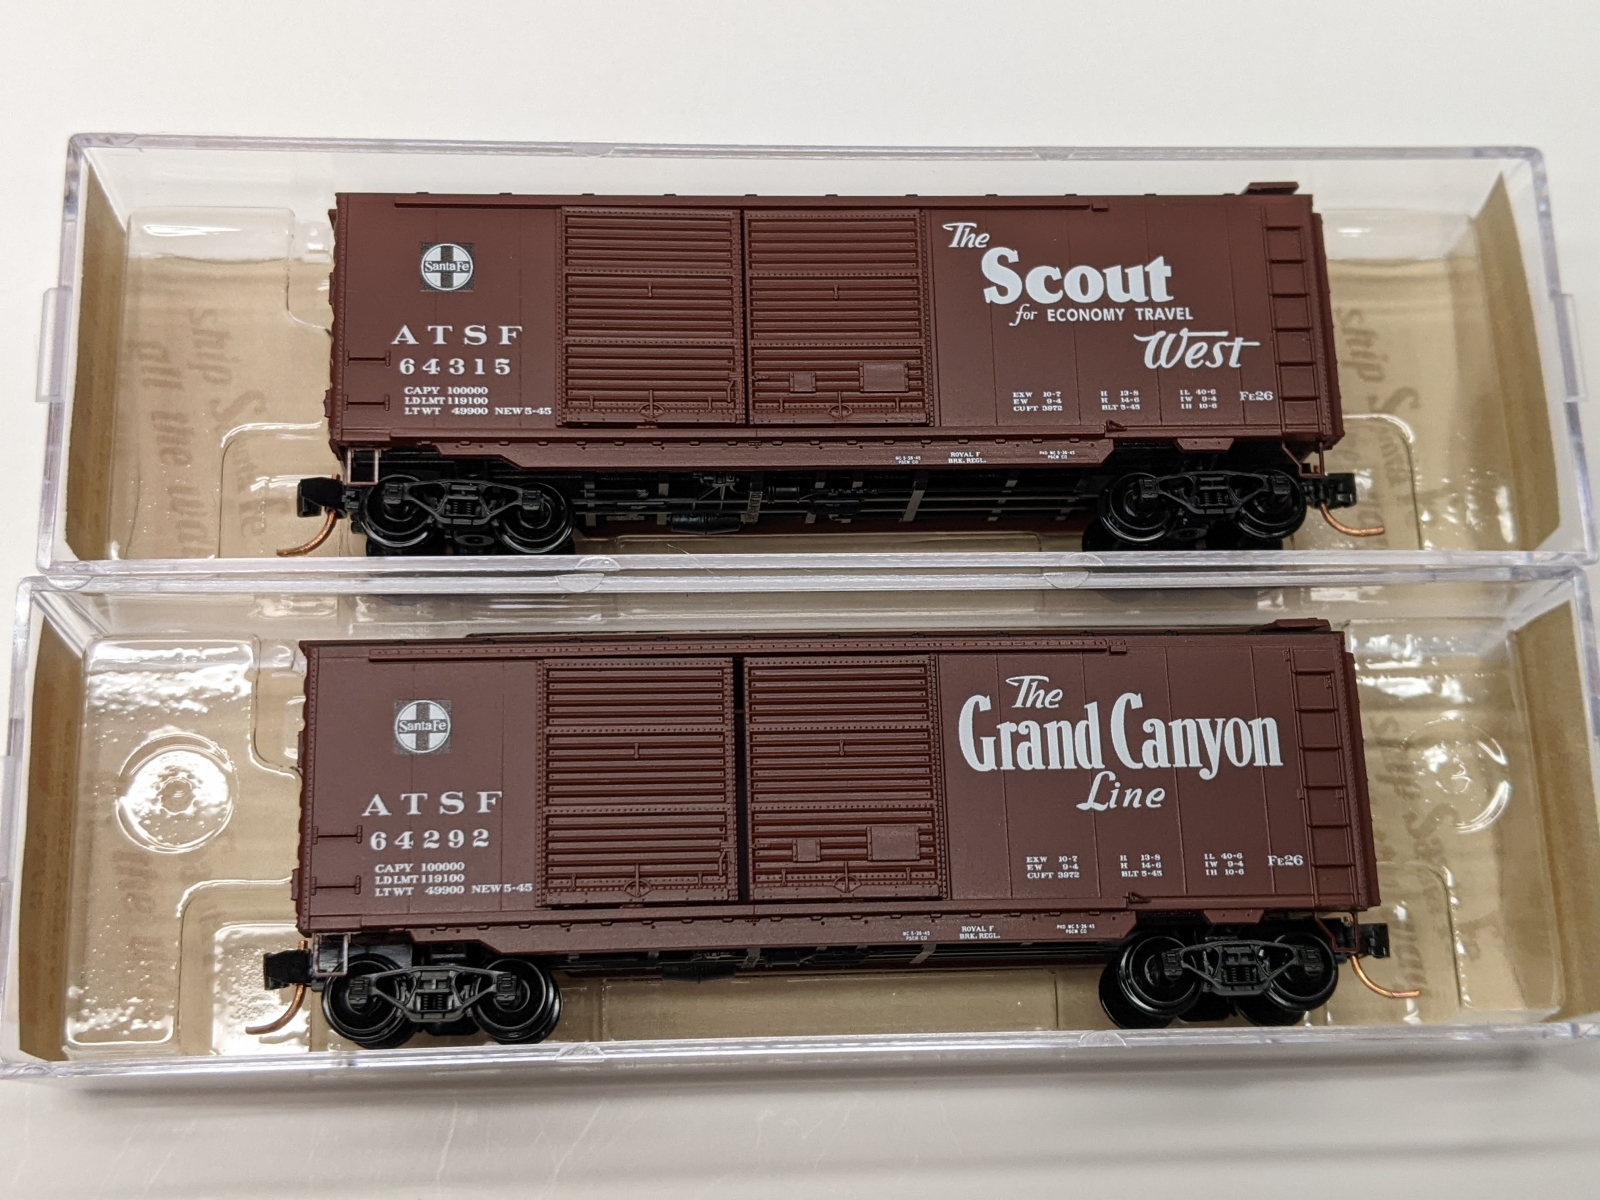 Santa Fe
ATSF
64315
CAPY 100000
LD LMT 119100
LT WT 49900 NEW 5-45
The
Scout
for ECONOMY TRAVEL
West
EXW 10-7 H 13-8 IL 40-6
EW 9-4 H 14-6 IW 9-4
CUFT 3972 BLT 5-45 IH 10-6
FE26
ROYAL F
BRK. REGL.
Santa Fe
ATSF
64292
CAPY 100000
LD LMT 119100
LT WT 49900 NEW 5-45
The
Grand Canyon
Line
EXW 10-7 H 13-8 IL 40-6
EW 9-4 H 14-6 IW 9-4
CUFT 3972 BLT 5-45 IH 10-6
FE26
ROYAL F
BRK. REGL.